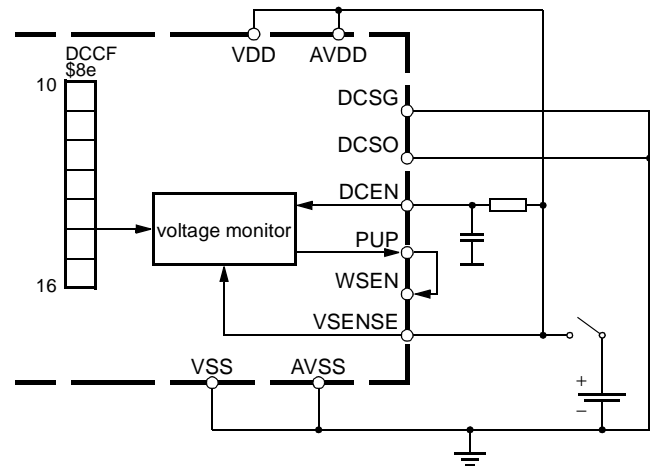 VDD AVDD
DCCF
$8e
10
DCSG
DCSO
DCEN
voltage monitor
PUP
WSEN
16
VSENSE
VSS AVSS
+
–